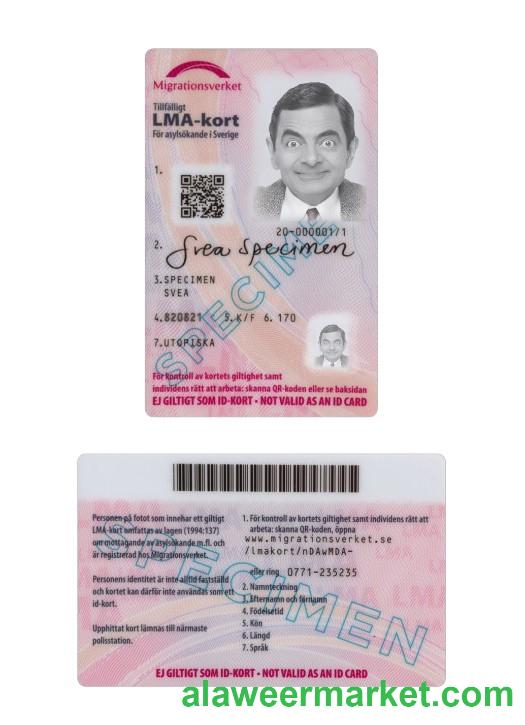 Migrationsverket
Tillfälligt
LMA-kort
För asylsökande i Sverige
1.
20-000001/1
2. Svea Specimen
3.SPECIMEN
SVEA
4.820821 5.K/F 6.170
7.UTOPISKA
SPECIMEN
För kontroll av kortets giltighet samt
individens rätt att arbeta: skanna QR-koden eller se baksidan
EJ GILTIGT SOM ID-KORT • NOT VALID AS AN ID CARD
Personen på fotot som innehar ett giltigt
LMA-kort omfattas av lagen (1994:137)
om mottagande av asylsökande m.fl. och
är registrerad hos Migrationsverket.
Personens identitet är inte alltid fastställd
och kortet kan därför inte användas som ett
id-kort.
Upphittat kort lämnas till närmaste
polisstation.
1. För kontroll av kortets giltighet samt individens rätt att
arbeta: skanna QR-koden, öppna
www.migrationsverket.se
/lmakort/nDAwMDA-
eller ring 0771-235235
2. Namnteckning
3. Efternamn och förnamn
4. Födelsetid
5. Kön
6. Längd
7. Språk
SPECIMEN
EJ GILTIGT SOM ID-KORT • NOT VALID AS AN ID CARD
alaweermarket.com